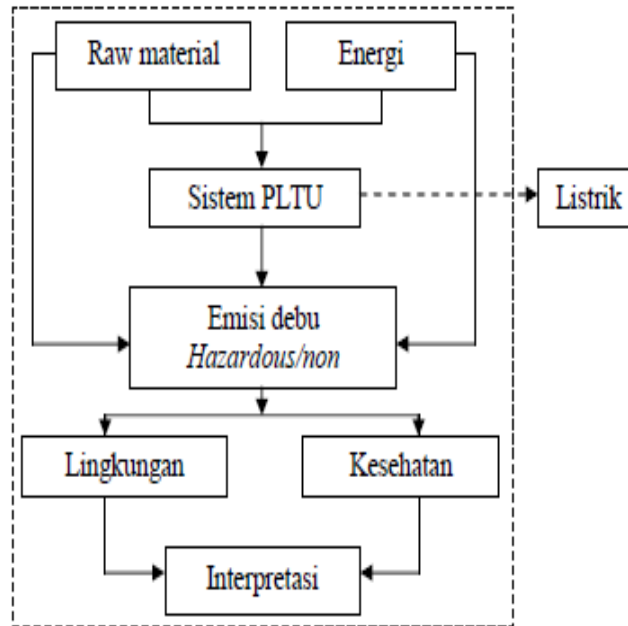 Raw material
Energi
Sistem PLTU
Listrik
Emisi debu
Hazardous/non
Lingkungan
Kesehatan
Interpretasi